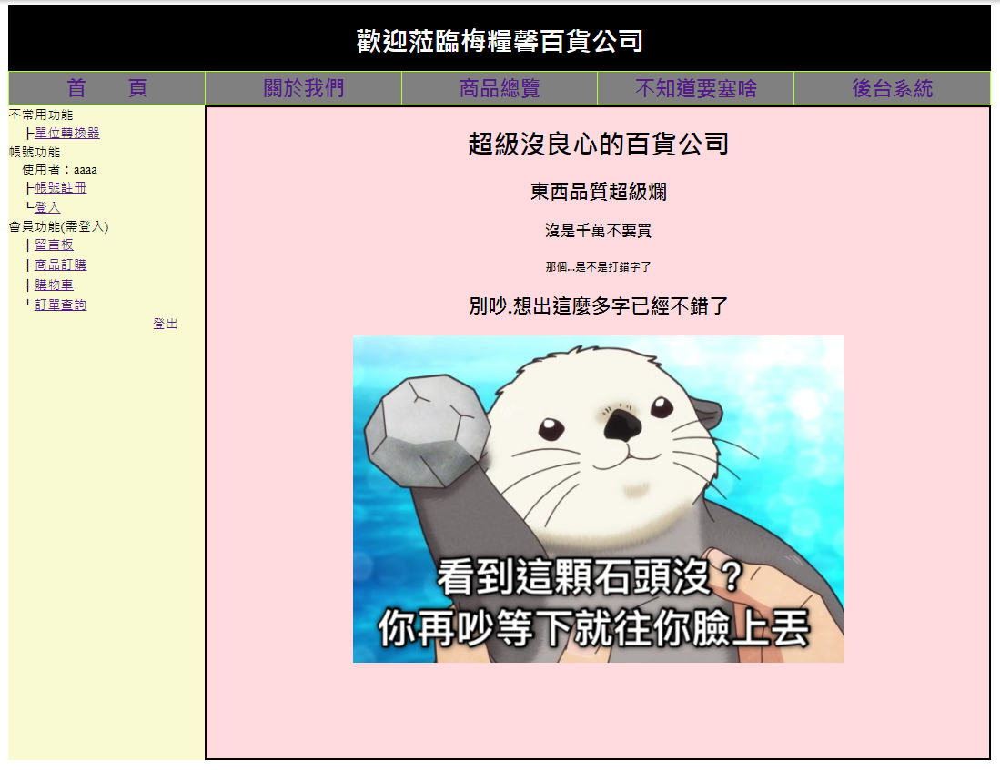 歡迎蒞臨梅糧馨百貨公司
首 頁 關於我們 商品總覽 不知道要塞啥 後台系統
不常用功能
├單位轉換器
帳號功能
使用者：aaaa
├帳號註冊
└登入
會員功能(需登入)
├留言板
├商品訂購
├購物車
└訂單查詢
登出
超級沒良心的百貨公司
東西品質超級爛
沒是千萬不要買
那個...是不是打錯字了
別吵.想出這麼多字已經不錯了
看到這顆石頭沒？
你再吵等下就往你臉上丟